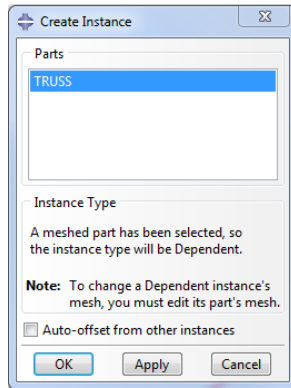 Create Instance
Parts
TRUSS
Instance Type
A meshed part has been selected, so
the instance type will be Dependent.
Note: To change a Dependent instance's
mesh, you must edit its part's mesh.
Auto-offset from other instances
OK Apply Cancel